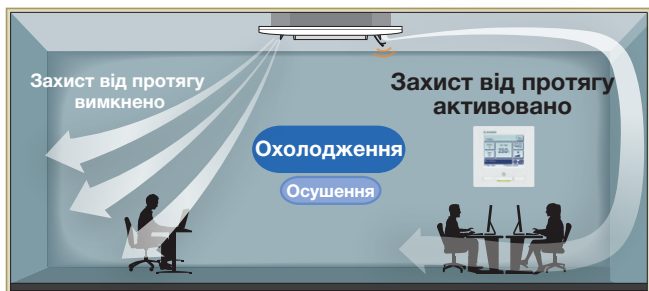 Захист від протягу
вимкнено
Захист від протягу
активовано
Охолодження
Осушення